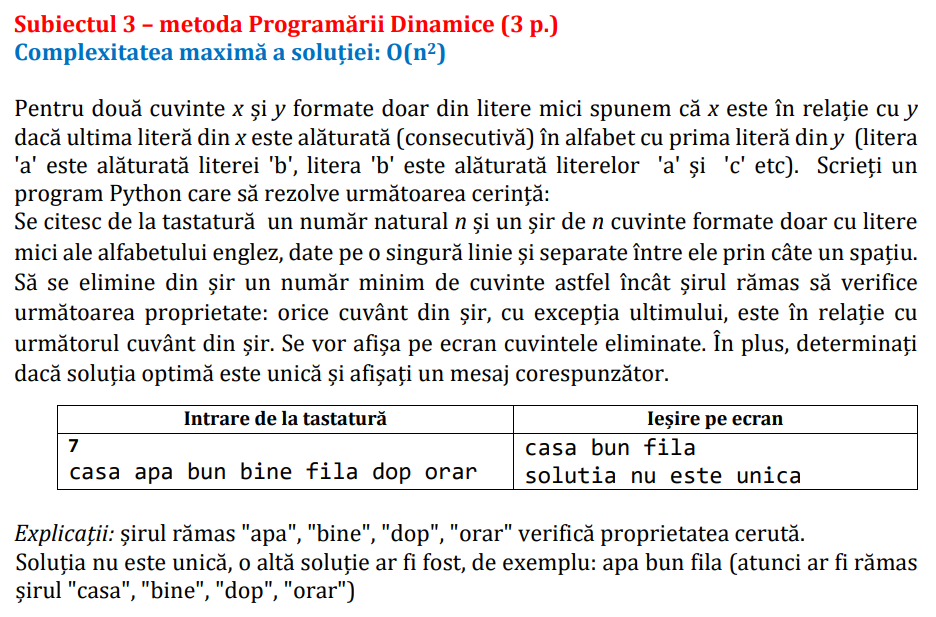 Subiectul 3 – metoda Programării Dinamice (3 p.)
Complexitatea maximă a soluției: O(n²)
Pentru două cuvinte x și y formate doar din litere mici spunem că x este în relație cu y
dacă ultima literă din x este alăturată (consecutivă) în alfabet cu prima literă din y (litera
'a' este alăturată literei 'b', litera 'b' este alăturată literelor 'a' și 'c' etc). Scrieți un
program Python care să rezolve următoarea cerință:
Se citesc de la tastatură un număr natural n și un șir de n cuvinte formate doar cu litere
mici ale alfabetului englez, date pe o singură linie și separate între ele prin câte un spațiu.
Să se elimine din șir un număr minim de cuvinte astfel încât șirul rămas să verifice
următoarea proprietate: orice cuvânt din șir, cu excepția ultimului, este în relație cu
următorul cuvânt din șir. Se vor afișa pe ecran cuvintele eliminate. În plus, determinați
dacă soluția optimă este unică și afișați un mesaj corespunzător.
Intrare de la tastatură Ieșire pe ecran
7 casa bun fila
casa apa bun bine fila dop orar solutia nu este unica
Explicații: șirul rămas "apa", "bine", "dop", "orar" verifică proprietatea cerută.
Soluția nu este unică, o altă soluție ar fi fost, de exemplu: apa bun fila (atunci ar fi rămas
șirul "casa", "bine", "dop", "orar")